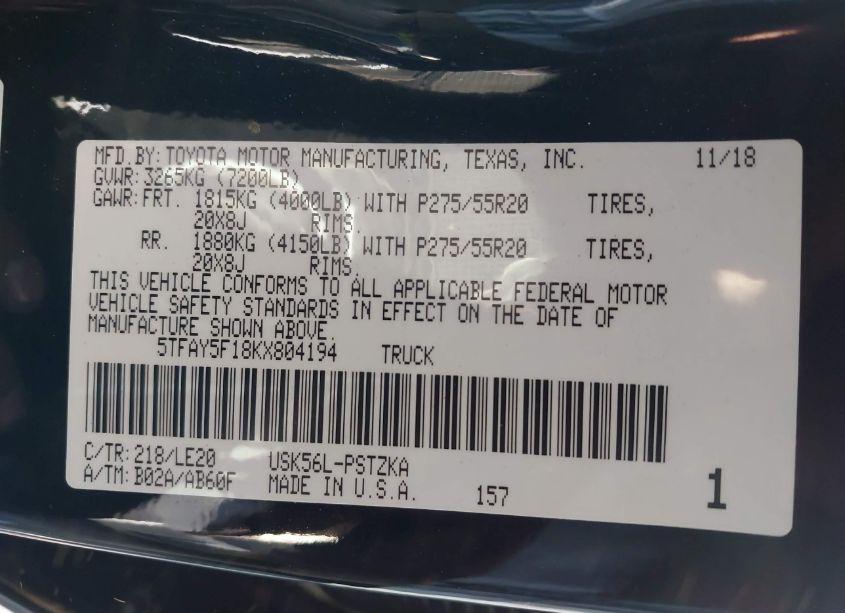 MFD.BY:TOYOTA MOTOR MANUFACTURING, TEXAS, INC. 11/18
GVWR:3265KG (7200LB)
GAWR:FRT. 1815KG (4000LB) WITH P275/55R20 TIRES,
20X8J RIMS.
RR. 1880KG (4150LB) WITH P275/55R20 TIRES,
20X8J RIMS.
THIS VEHICLE CONFORMS TO ALL APPLICABLE FEDERAL MOTOR
VEHICLE SAFETY STANDARDS IN EFFECT ON THE DATE OF
MANUFACTURE SHOWN ABOVE.
5TFAY5F18KX804194 TRUCK
C/TR:218/LE20 USK56L-PSTZKA
A/TM:B02A/AB60F MADE IN U.S.A. 157 1